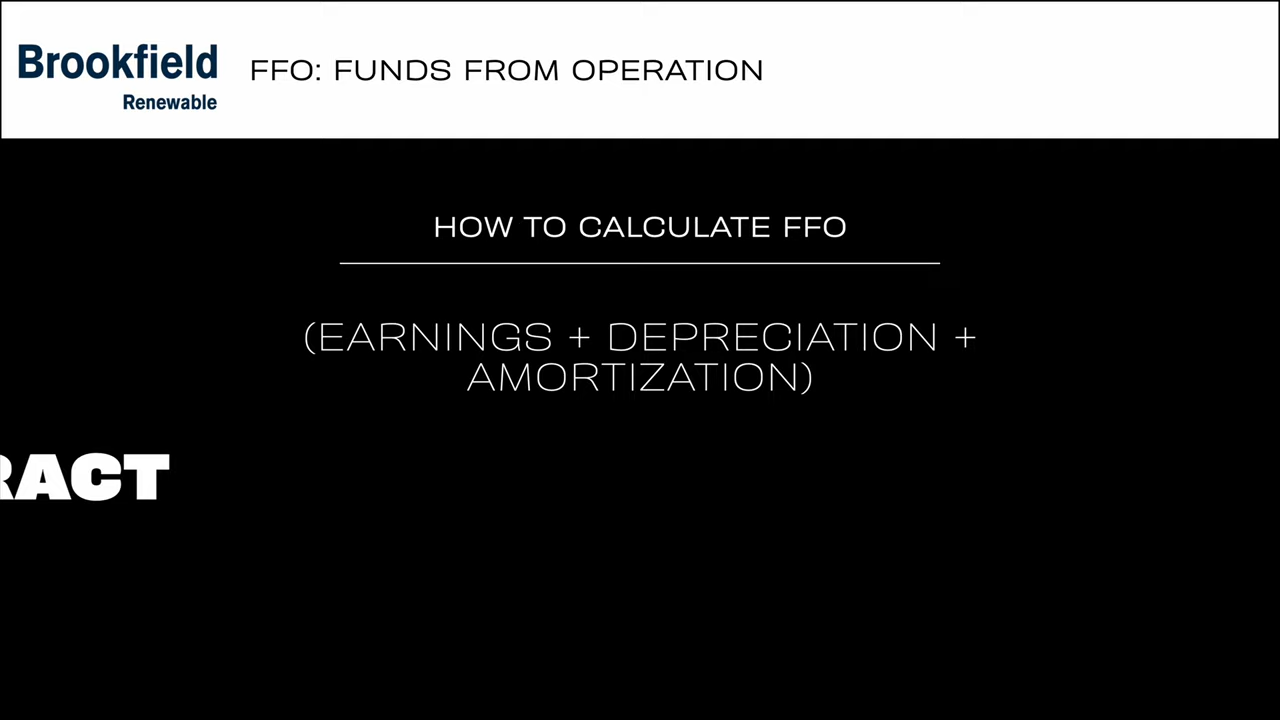 Brookfield
Renewable
FFO: FUNDS FROM OPERATION
HOW TO CALCULATE FFO
(EARNINGS + DEPRECIATION +
AMORTIZATION)
RACT